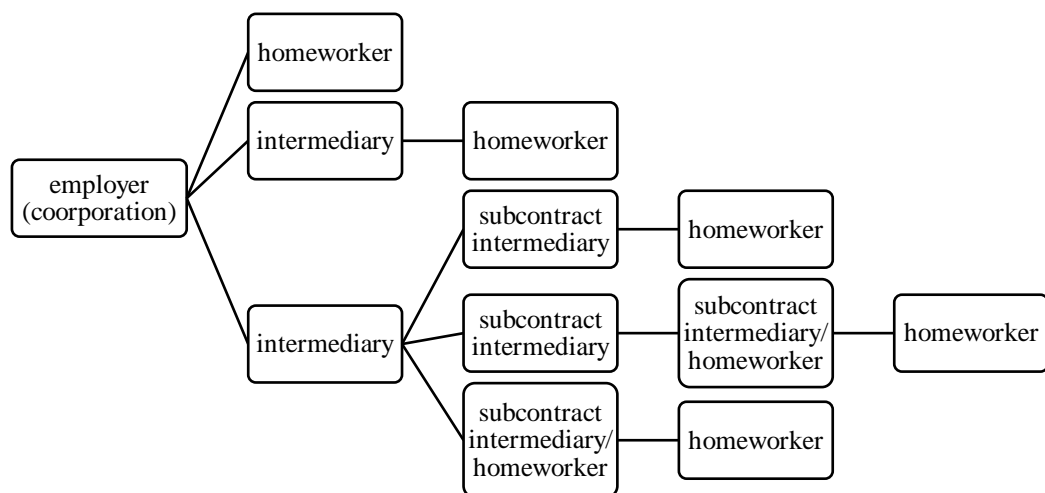 homeworker
intermediary
homeworker
employer
(coorporation)
subcontract
intermediary
homeworker
intermediary
subcontract
intermediary
subcontract
intermediary/
homeworker
homeworker
subcontract
intermediary/
homeworker
homeworker